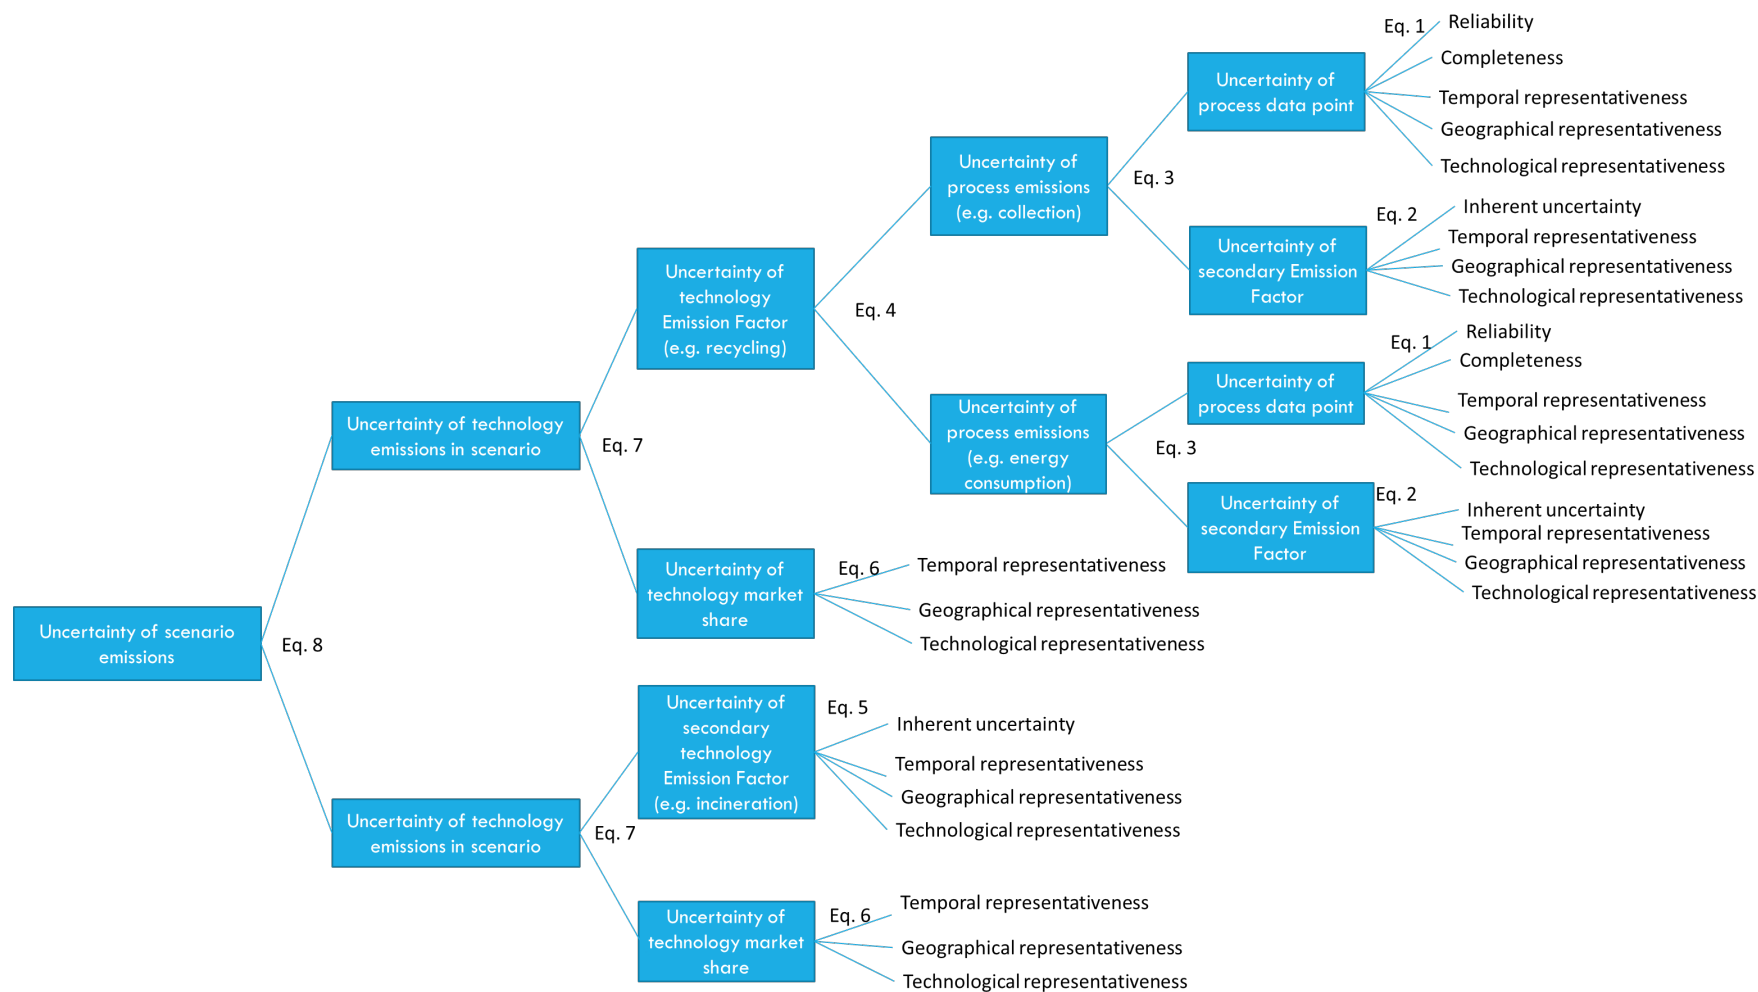 Eq. 1
Reliability
Completeness
Uncertainty of
process data point
Temporal representativeness
Geographical representativeness
Technological representativeness
Uncertainty of
process emissions
(e.g. collection)
Eq. 3
Eq. 2
Inherent uncertainty
Temporal representativeness
Geographical representativeness
Technological representativeness
Uncertainty of
secondary Emission
Factor
Uncertainty of
technology
Emission Factor
(e.g. recycling)
Eq. 4
Eq. 1
Reliability
Completeness
Uncertainty of
process data point
Temporal representativeness
Geographical representativeness
Technological representativeness
Uncertainty of
process emissions
(e.g. energy
consumption)
Eq. 3
Uncertainty of technology
emissions in scenario
Eq. 7
Eq. 2
Uncertainty of
secondary Emission
Factor
Inherent uncertainty
Temporal representativeness
Geographical representativeness
Technological representativeness
Uncertainty of
technology market
share
Eq. 6
Temporal representativeness
Geographical representativeness
Technological representativeness
Uncertainty of scenario
emissions
Eq. 8
Uncertainty of
secondary
technology
Emission Factor
(e.g. incineration)
Eq. 5
Inherent uncertainty
Temporal representativeness
Geographical representativeness
Technological representativeness
Uncertainty of technology
emissions in scenario
Eq. 7
Uncertainty of
technology market
share
Eq. 6
Temporal representativeness
Geographical representativeness
Technological representativeness